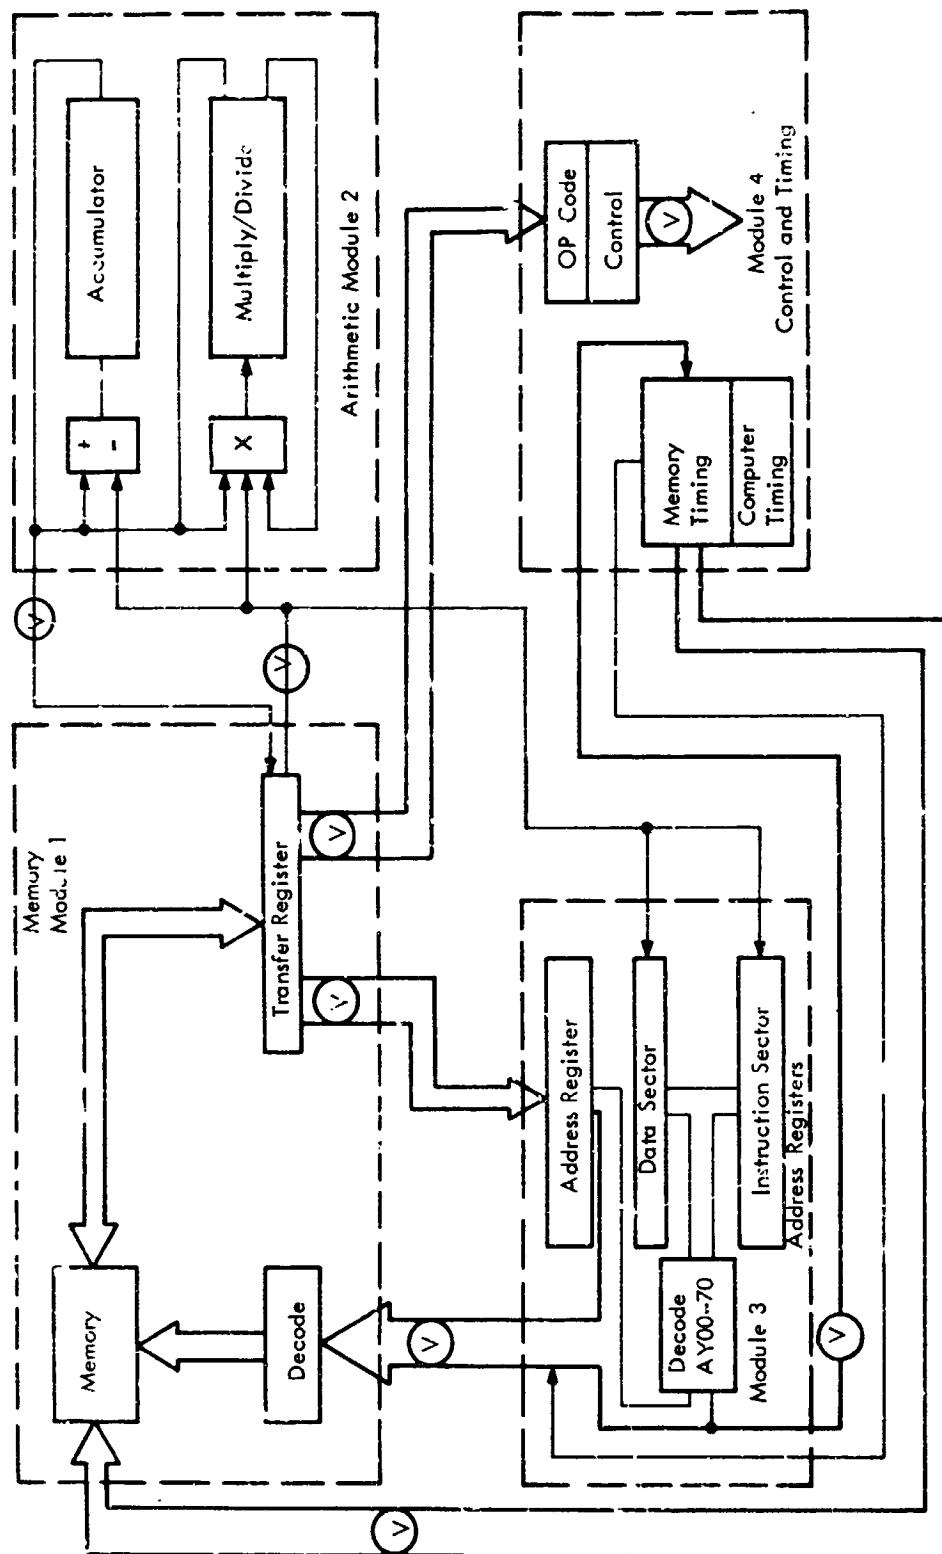 Memory
Module 1
Memory
Decode
Transfer Register
V
V
V
V
V
V
Accumulator
+
-
Multiply/Divide
X
Arithmetic Module 2
Address Register
Data Sector
Instruction Sector
Address Registers
Decode
AY00-70
Module 3
V
V
OP Code
Control
V
Memory
Timing
Computer
Timing
Module 4
Control and Timing